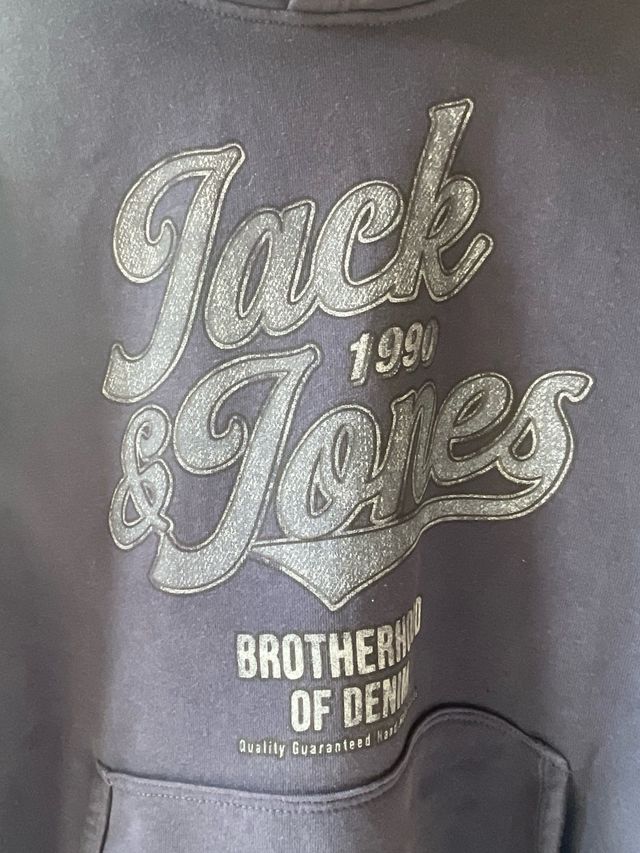 Jack
1990
& Jones
BROTHERHOOD
OF DENIM
Quality Guaranteed